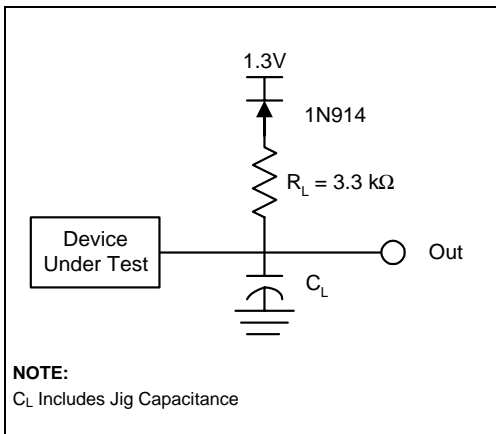 1.3V
1N914
R_L = 3.3 kΩ
Device
Under Test
Out
C_L
NOTE:
C_L Includes Jig Capacitance